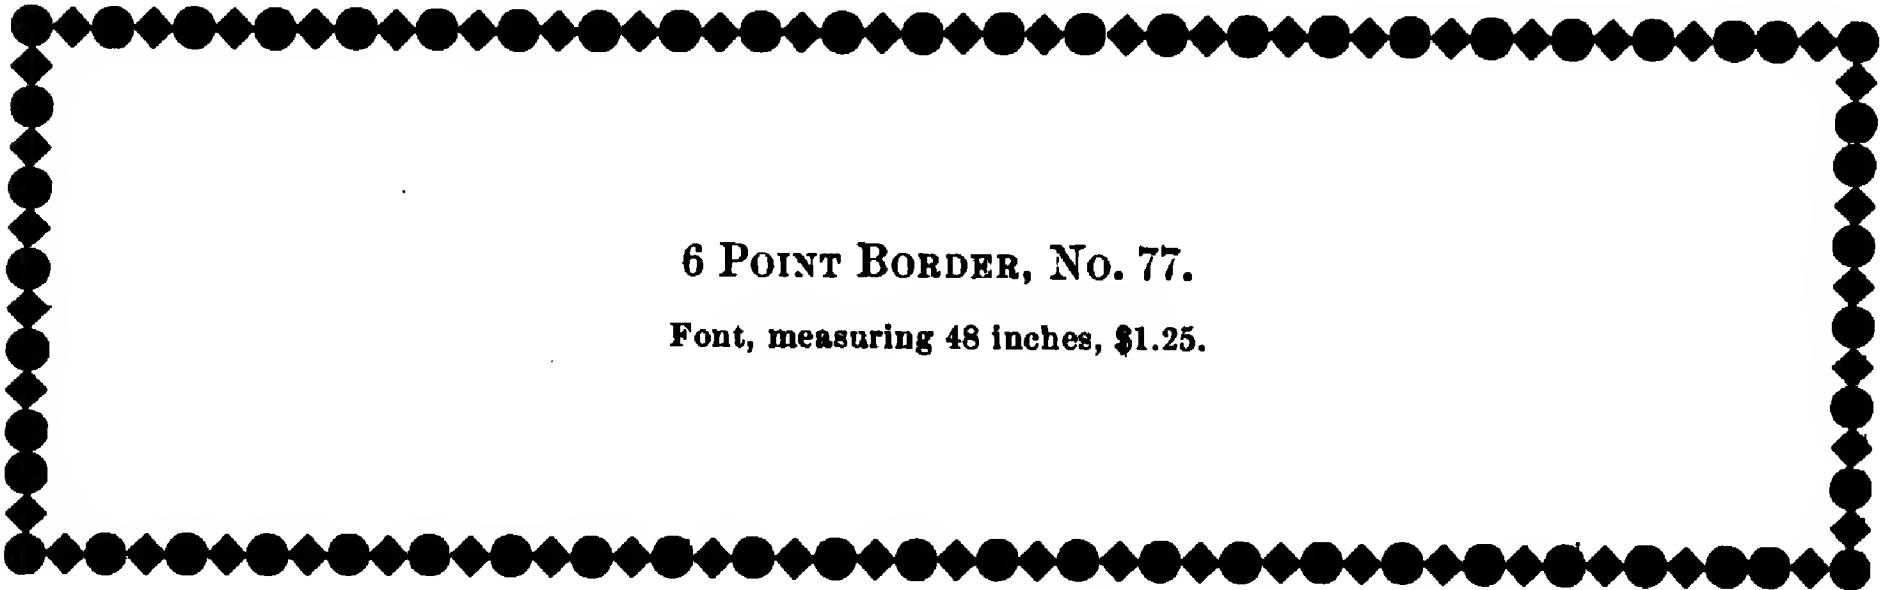 6 Point Border, No. 77.
Font, measuring 48 inches, $1.25.